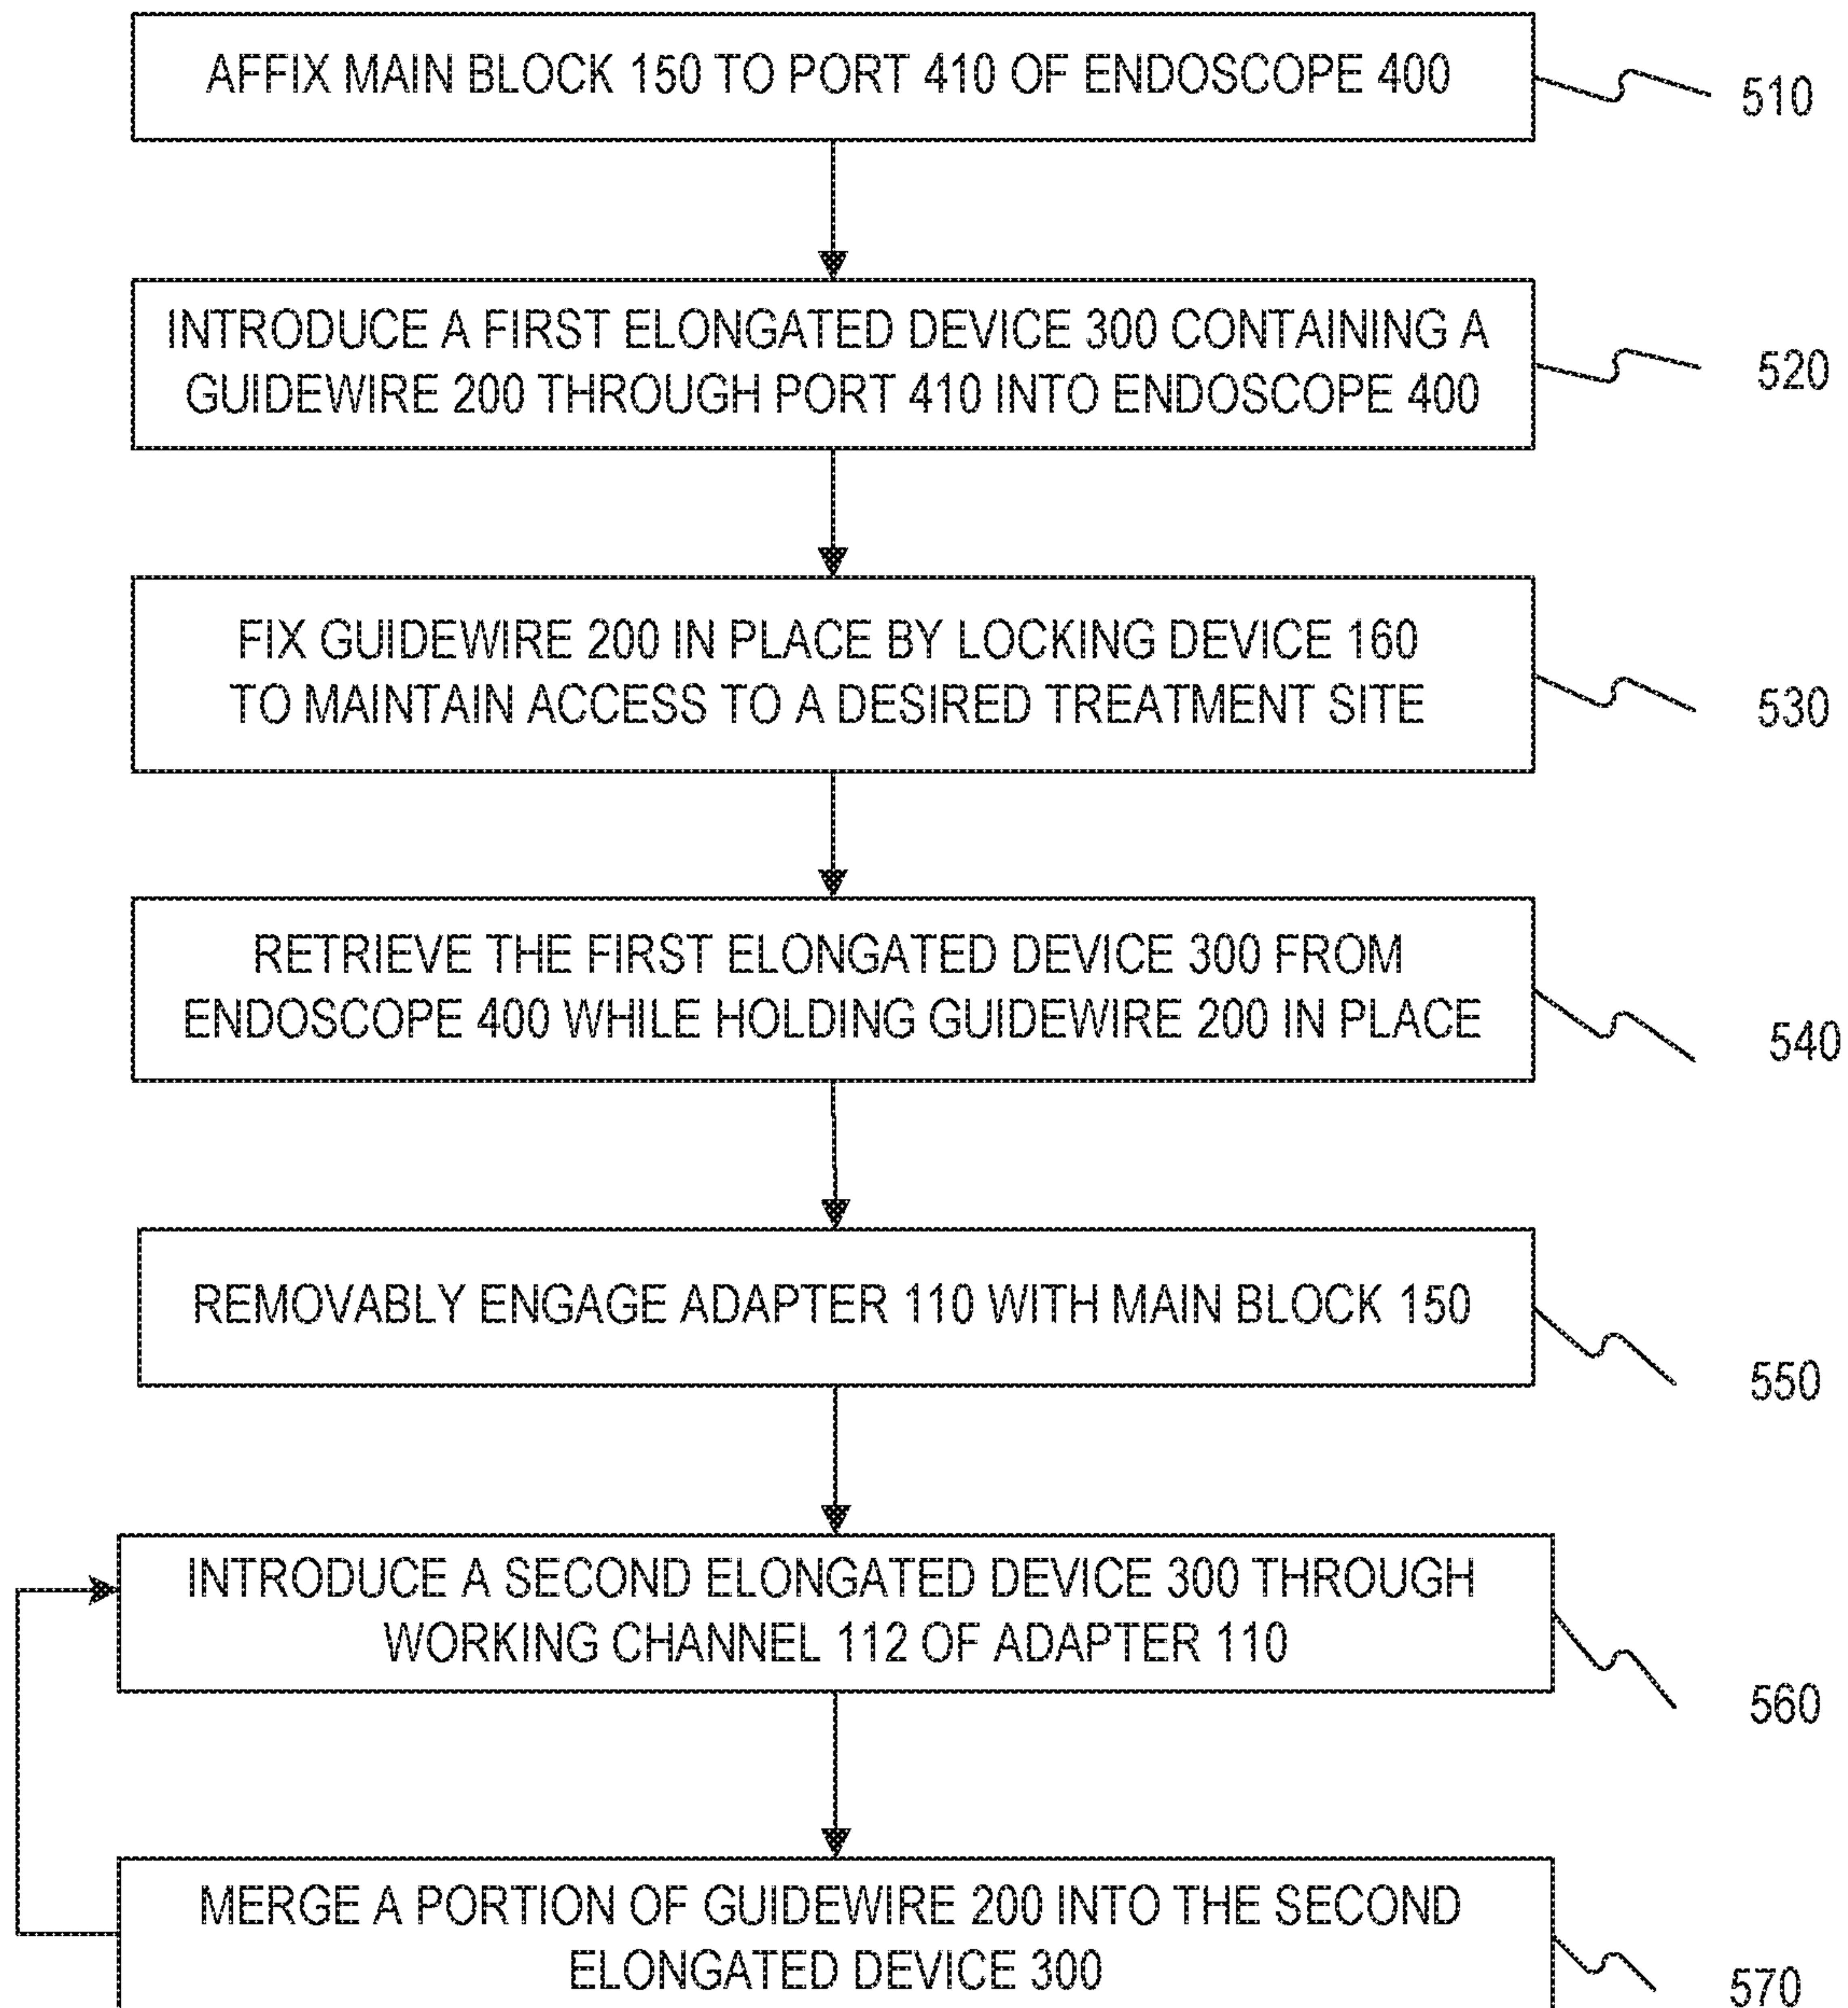 AFFIX MAIN BLOCK 150 TO PORT 410 OF ENDOSCOPE 400
510
INTRODUCE A FIRST ELONGATED DEVICE 300 CONTAINING A
GUIDEWIRE 200 THROUGH PORT 410 INTO ENDOSCOPE 400
520
FIX GUIDEWIRE 200 IN PLACE BY LOCKING DEVICE 160
TO MAINTAIN ACCESS TO A DESIRED TREATMENT SITE
530
RETRIEVE THE FIRST ELONGATED DEVICE 300 FROM
ENDOSCOPE 400 WHILE HOLDING GUIDEWIRE 200 IN PLACE
540
REMOVABLY ENGAGE ADAPTER 110 WITH MAIN BLOCK 150
550
INTRODUCE A SECOND ELONGATED DEVICE 300 THROUGH
WORKING CHANNEL 112 OF ADAPTER 110
560
MERGE A PORTION OF GUIDEWIRE 200 INTO THE SECOND
ELONGATED DEVICE 300
570